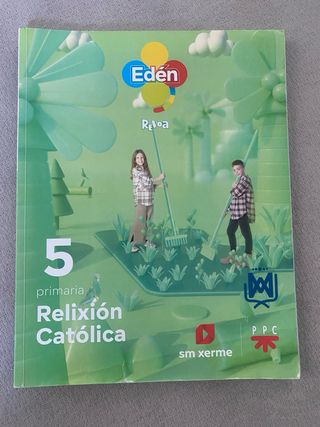 Edén
Revoa
5
primaria
Relixión
Católica
sm xerme
PPC